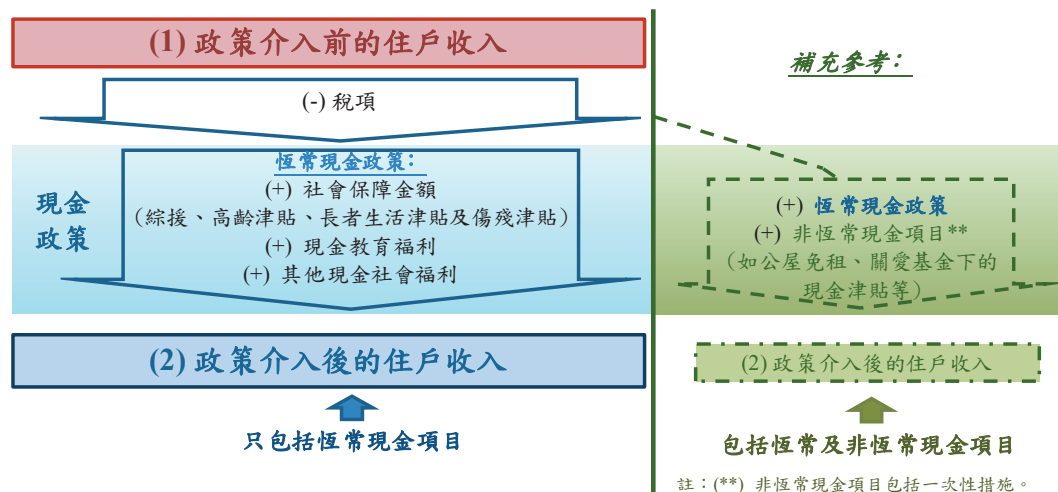 (1) 政策介入前的住戶收入
(-) 稅項
現金
政策
恆常現金政策：
(+) 社會保障金額
（綜援、高齡津貼、長者生活津貼及傷殘津貼）
(+) 現金教育福利
(+) 其他現金社會福利
(2) 政策介入後的住戶收入
只包括恆常現金項目
補充參考：
(+) 恆常現金政策
(+) 非恆常現金項目**
（如公屋免租、關愛基金下的
現金津貼等）
(2) 政策介入後的住戶收入
包括恆常及非恆常現金項目
註：(**) 非恆常現金項目包括一次性措施。